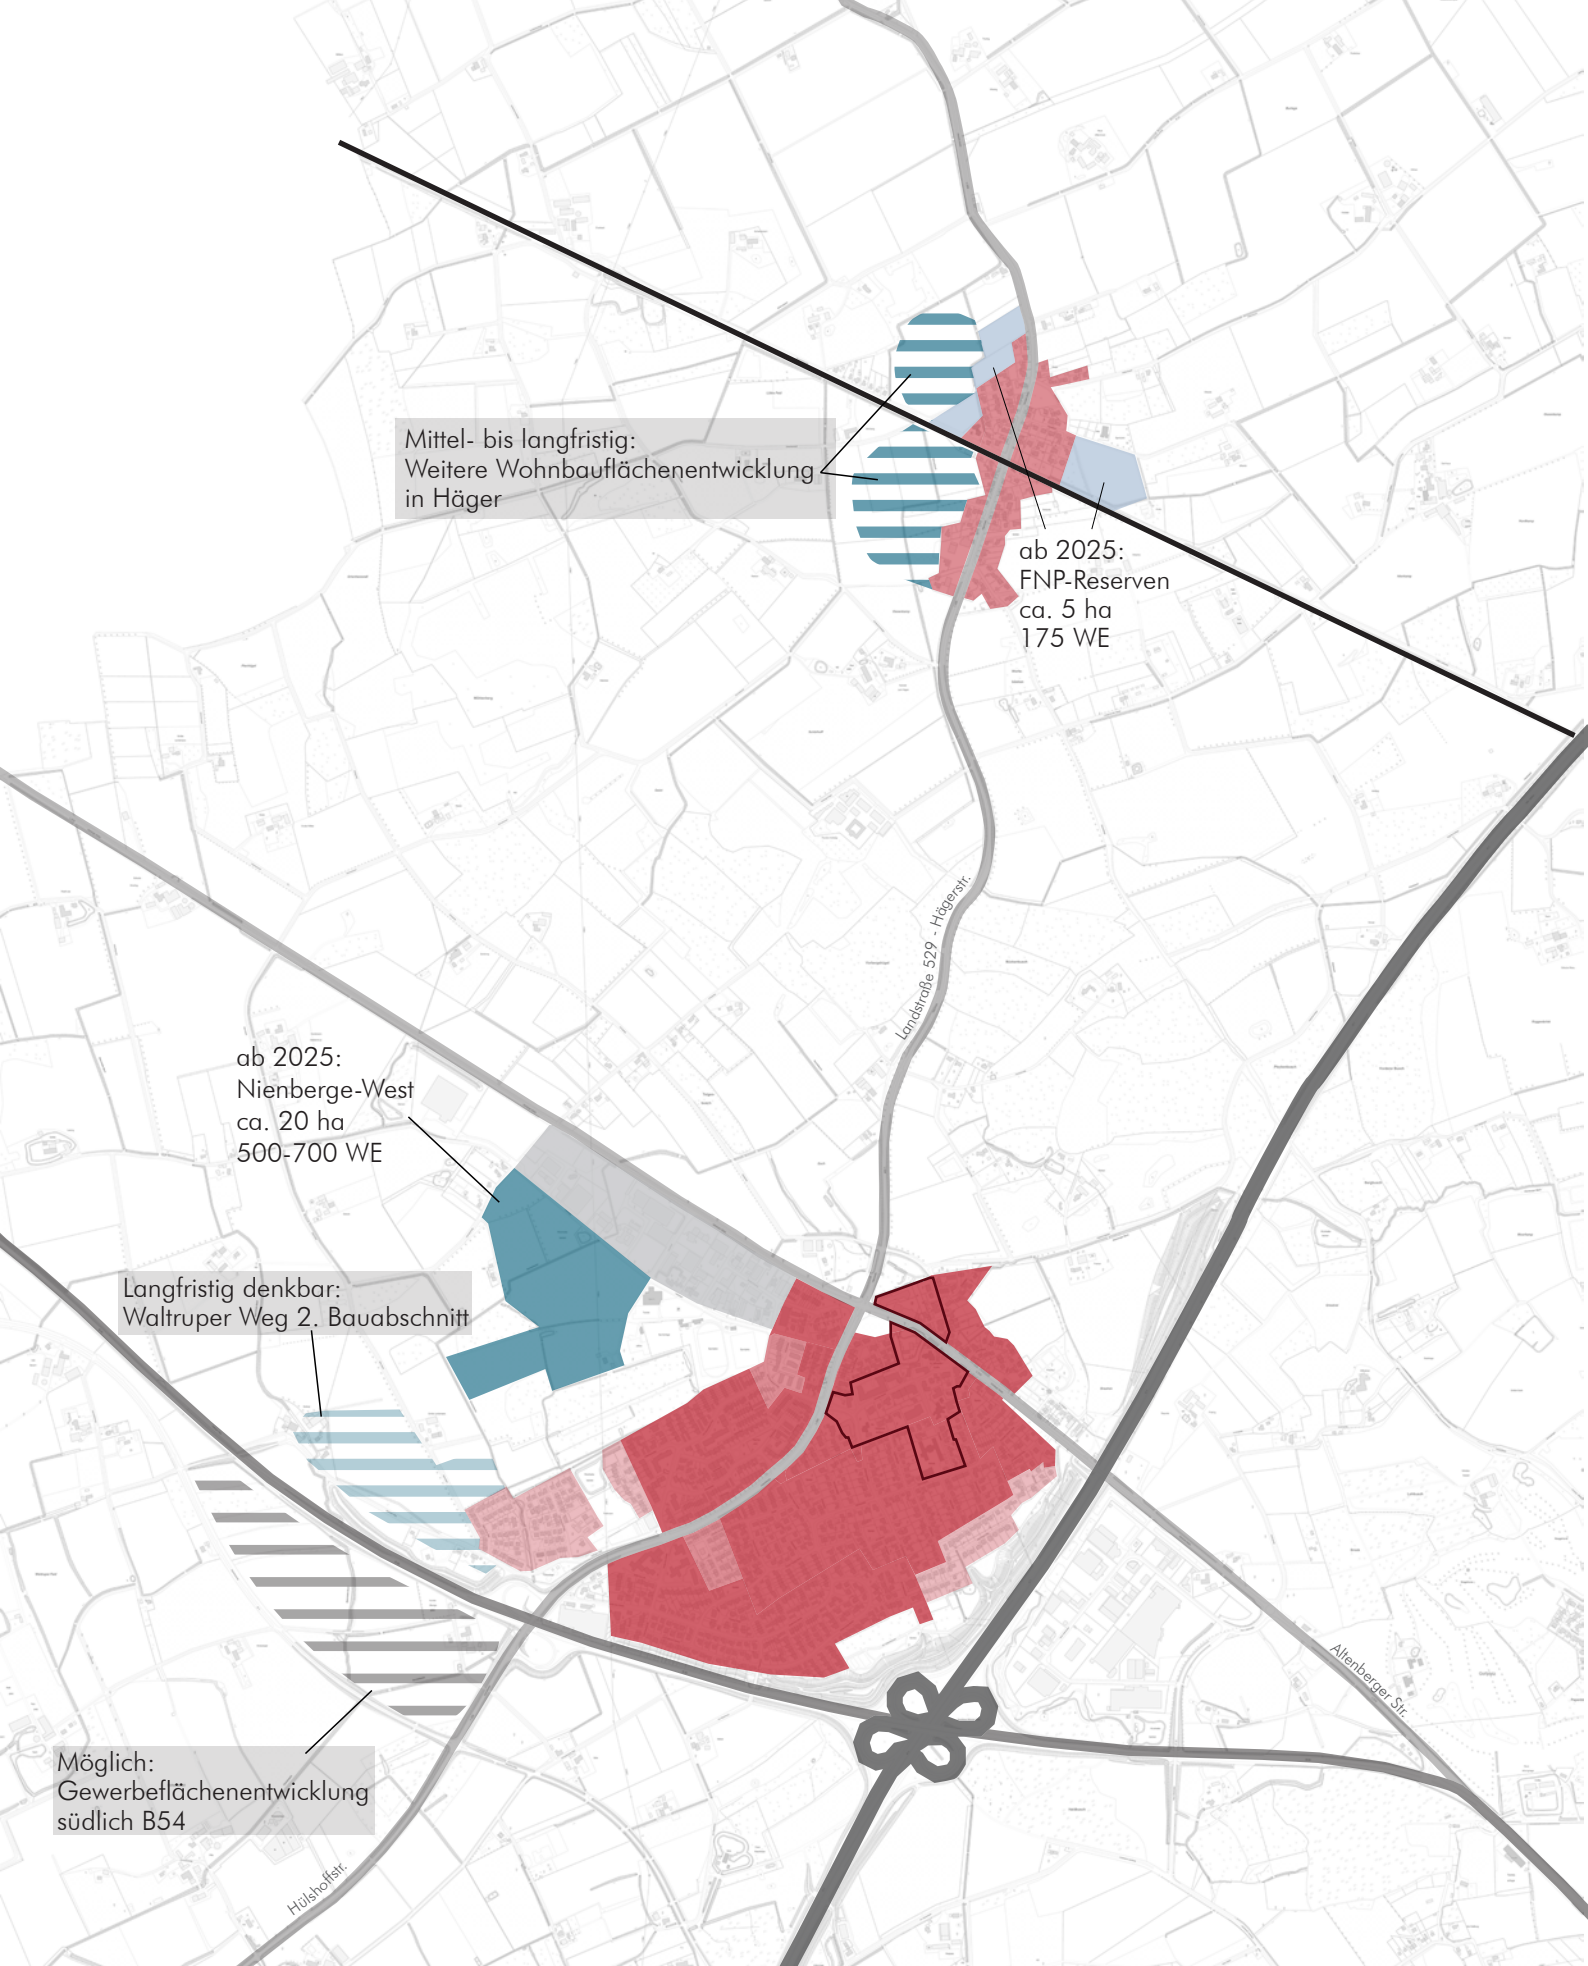 Mittel- bis langfristig:
Weitere Wohnbauflächenentwicklung
in Häger
ab 2025:
FNP-Reserven
ca. 5 ha
175 WE
Landstraße 529 - Hägerstr.
ab 2025:
Nienberge-West
ca. 20 ha
500-700 WE
Langfristig denkbar:
Waltruper Weg 2. Bauabschnitt
Altenberger Str.
Möglich:
Gewerbeflächenentwicklung
südlich B54
Hülshoffstr.